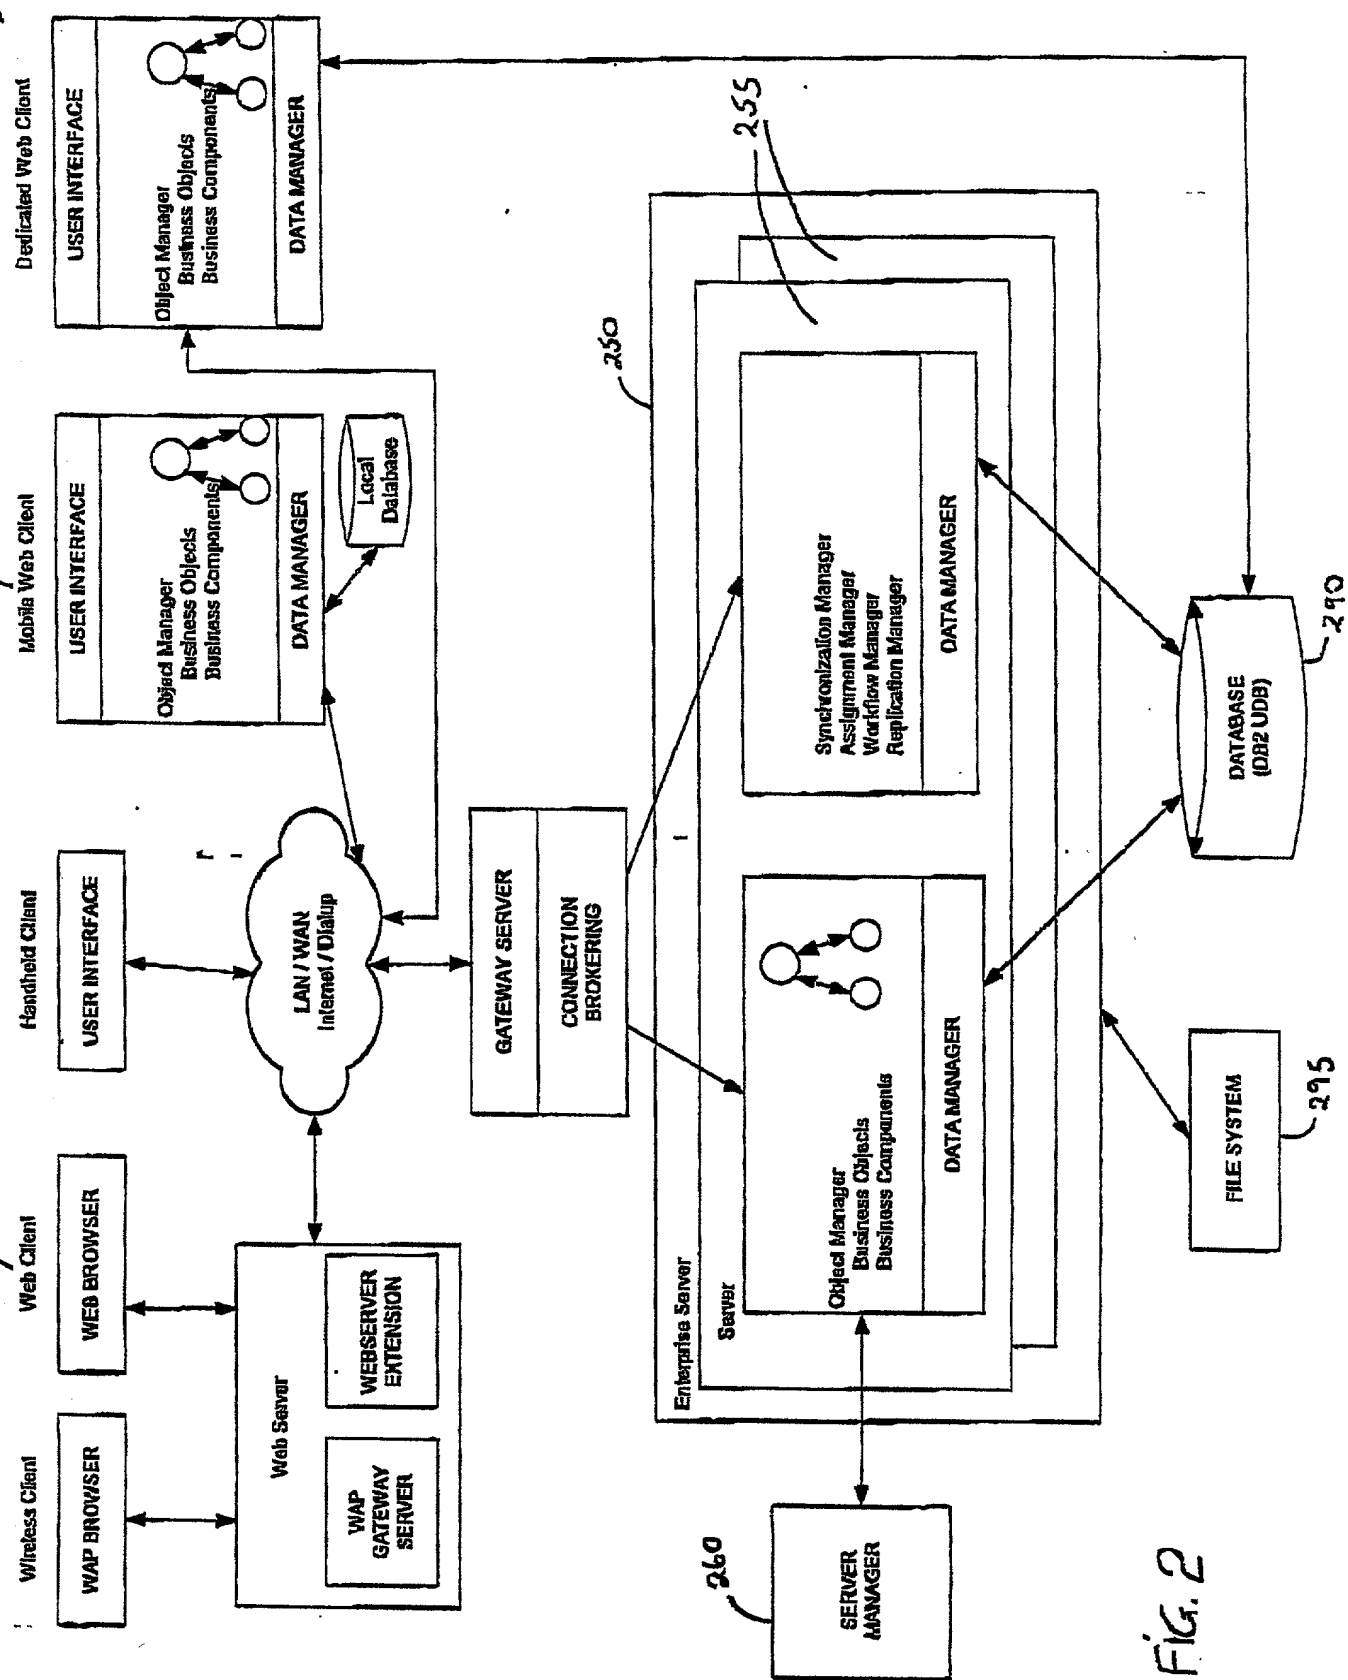 Wireless Client
WAP BROWSER
Web Client
WEB BROWSER
Handheld Client
USER INTERFACE
Mobila Web Client
USER INTERFACE
Object Manager
Business Objects
Business Components/
DATA MANAGER
Local
Database
Dedicated Web Client
USER INTERFACE
Object Manager
Business Objects
Business Components/
DATA MANAGER
Web Server
WAP
GATEWAY
SERVER
WEBSERVER
EXTENSION
LAN / WAN
Internet / Dialup
GATEWAY SERVER
CONNECTION
BROKERING
250
255
Enterprise Server
Server
Object Manager
Business Objects
Business Components
DATA MANAGER
Synchronization Manager
Assignment Manager
Workflow Manager
Replication Manager
DATA MANAGER
260
SERVER
MANAGER
FILE SYSTEM
295
DATABASE
(DB2 UDB)
290
FIG. 2